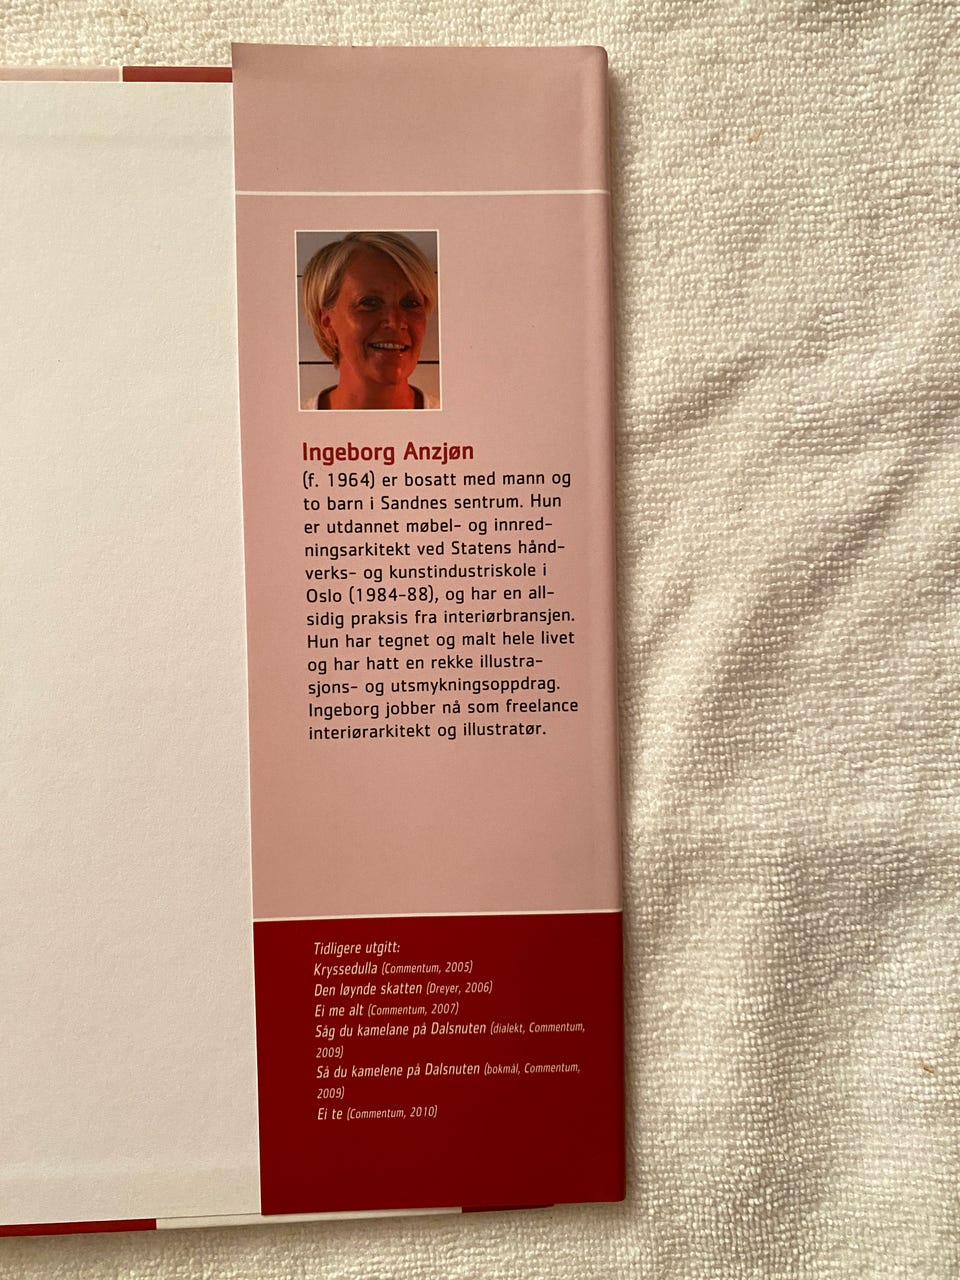 Ingeborg Anzjøn
(f. 1964) er bosatt med mann og
to barn i Sandnes sentrum. Hun
er utdannet møbel- og innred-
ningsarkitekt ved Statens hånd-
verks- og kunstindustriskole i
Oslo (1984-88), og har en all-
sidig praksis fra interiørbransjen.
Hun har tegnet og malt hele livet
og har hatt en rekke illustra-
sjons- og utsmykningsoppdrag.
Ingeborg jobber nå som freelance
interiørarkitekt og illustratør.
Tidligere utgitt:
Kryssedulla (Commentum, 2005)
Den løynde skatten (Dreyer, 2006)
Ei me alt (Commentum, 2007)
Såg du kamelane på Dalsnuten (dialekt, Commentum,
2009)
Så du kamelene på Dalsnuten (bokmål, Commentum,
2009)
Ei te (Commentum, 2010)